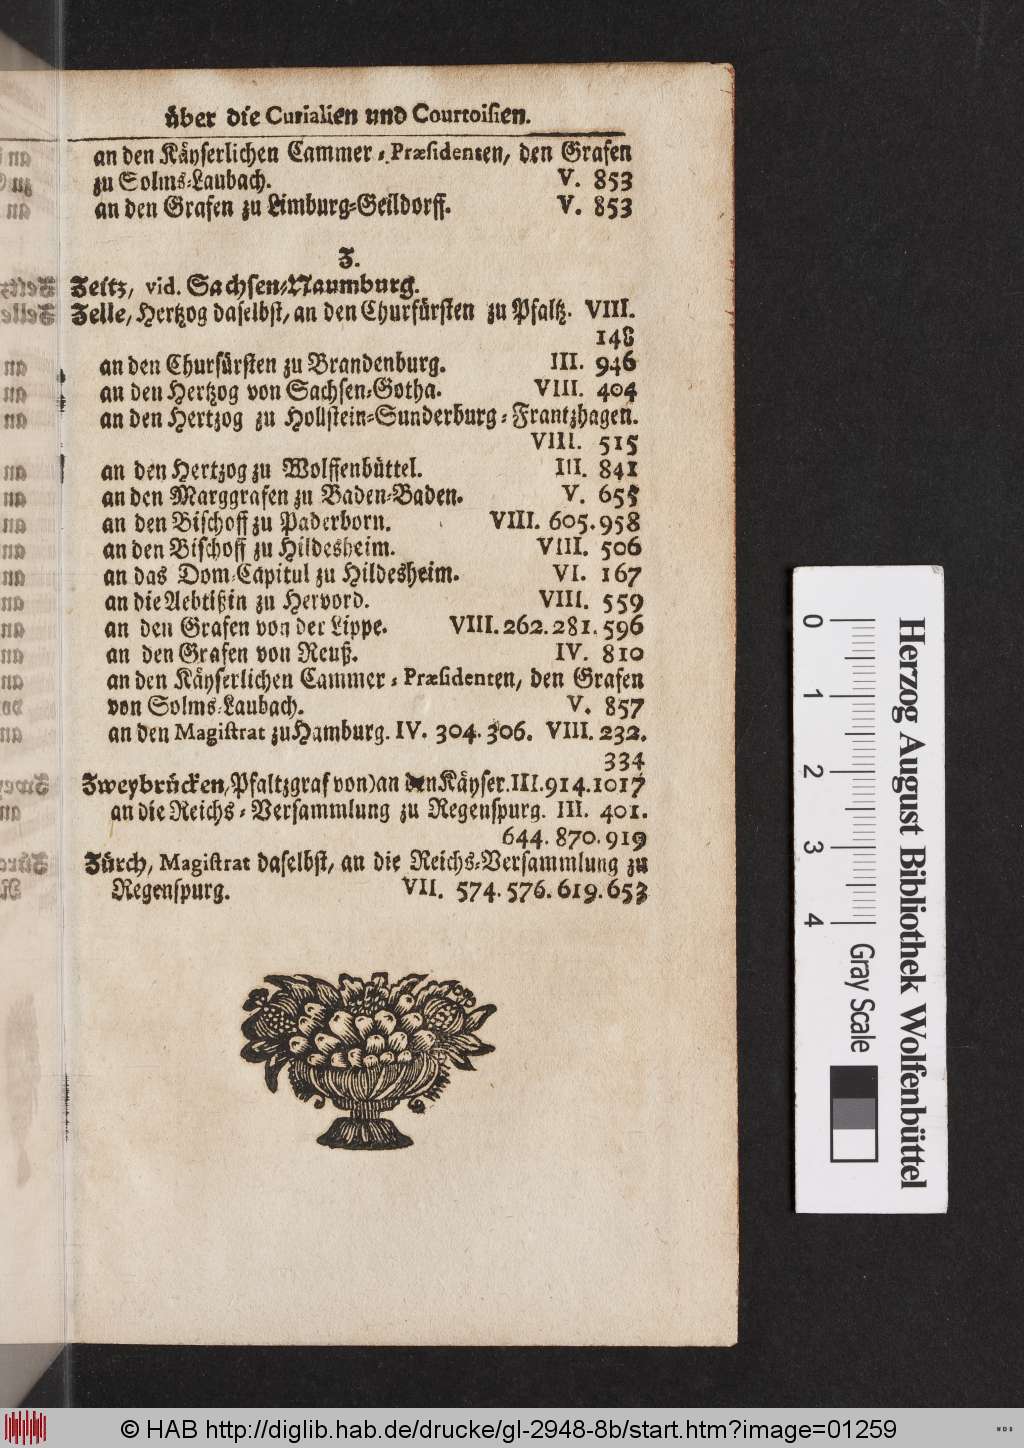 über die Curialien und Courtoisien.
an den Käyserlichen Cammer-Præsidenten, den Grafen
zu Solms-Laubach. V. 853
an den Grafen zu Limburg-Geildorff. V. 853
Z.
Zeitz, vid. Sachsen-Naumburg.
Zelle, Hertzog daselbst, an den Churfürsten zu Pfaltz. VIII.
148
an den Churfürsten zu Brandenburg. III. 946
an den Hertzog von Sachsen-Gotha. VIII. 404
an den Hertzog zu Hollstein-Sunderburg-Frantzhagen.
VIII. 515
an den Hertzog zu Wolffenbüttel. III. 841
an den Marggrafen zu Baden-Baden. V. 655
an den Bischoff zu Paderborn. VIII. 605. 958
an den Bischoff zu Hildesheim. VIII. 506
an das Dom-Capitul zu Hildesheim. VI. 167
an die Aebtißin zu Hervord. VIII. 559
an den Grafen von der Lippe. VIII. 262. 281. 596
an den Grafen von Reuß. IV. 810
an den Käyserlichen Cammer-Præsidenten, den Grafen
von Solms-Laubach. V. 857
an den Magistrat zu Hamburg. IV. 304. 306. VIII. 232.
334
Zweybrücken, Pfaltzgraf von) an den Käyser. III. 914. 1017
an die Reichs-Versammlung zu Regenspurg. III. 401.
644. 870. 919
Zürch, Magistrat daselbst, an die Reichs-Versammlung zu
Regenspurg. VII. 574. 576. 619. 653
0 1 2 3 4
Gray Scale
Herzog August Bibliothek Wolfenbüttel
© HAB http://diglib.hab.de/drucke/gl-2948-8b/start.htm?image=01259